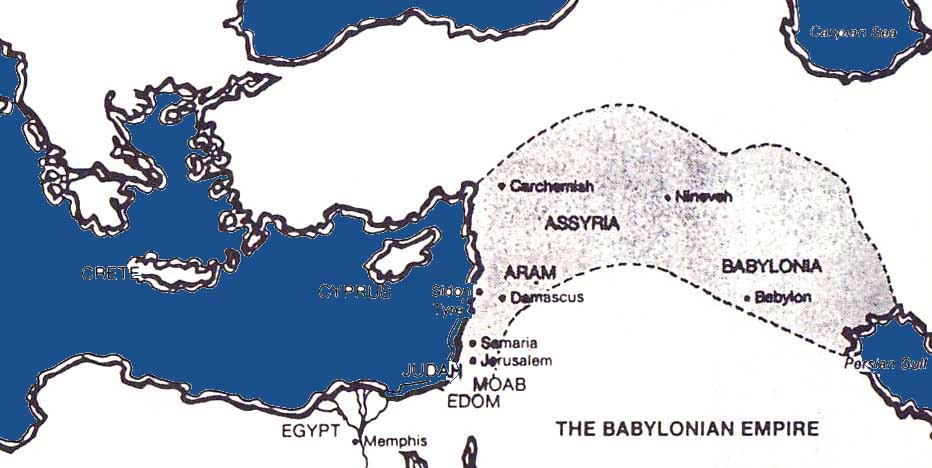 Caspian Sea
Carchemish
Nineveh
ASSYRIA
CRETE
CYPRUS
ARAM
BABYLONIA
Sidon
Damascus
Babylon
Tyre
Samaria
Jerusalem
Persian Gulf
JUDAH
MOAB
EDOM
EGYPT
Memphis
THE BABYLONIAN EMPIRE